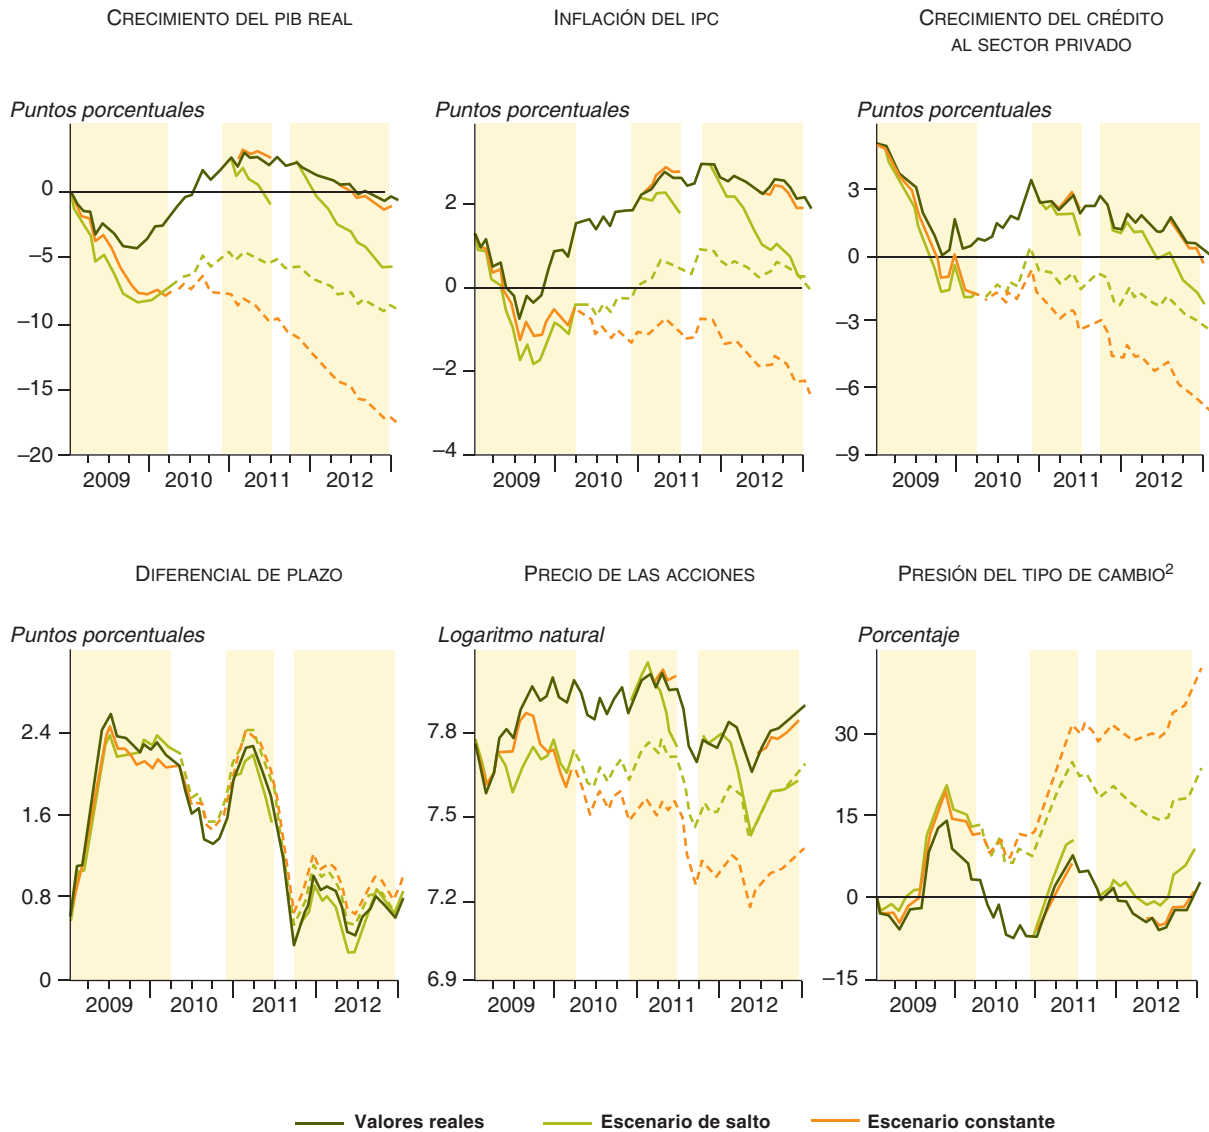 CRECIMIENTO DEL PIB REAL
INFLACIÓN DEL IPC
CRECIMIENTO DEL CRÉDITO
AL SECTOR PRIVADO
Puntos porcentuales
Puntos porcentuales
Puntos porcentuales
0
–5
–10
–15
–20
2009 2010 2011 2012
2
0
–2
–4
2009 2010 2011 2012
3
0
–3
–6
–9
2009 2010 2011 2012
DIFERENCIAL DE PLAZO
PRECIO DE LAS ACCIONES
PRESIÓN DEL TIPO DE CAMBIO2
Puntos porcentuales
Logaritmo natural
Porcentaje
2.4
1.6
0.8
0
2009 2010 2011 2012
7.8
7.5
7.2
6.9
2009 2010 2011 2012
30
15
0
–15
2009 2010 2011 2012
Valores reales
Escenario de salto
Escenario constante